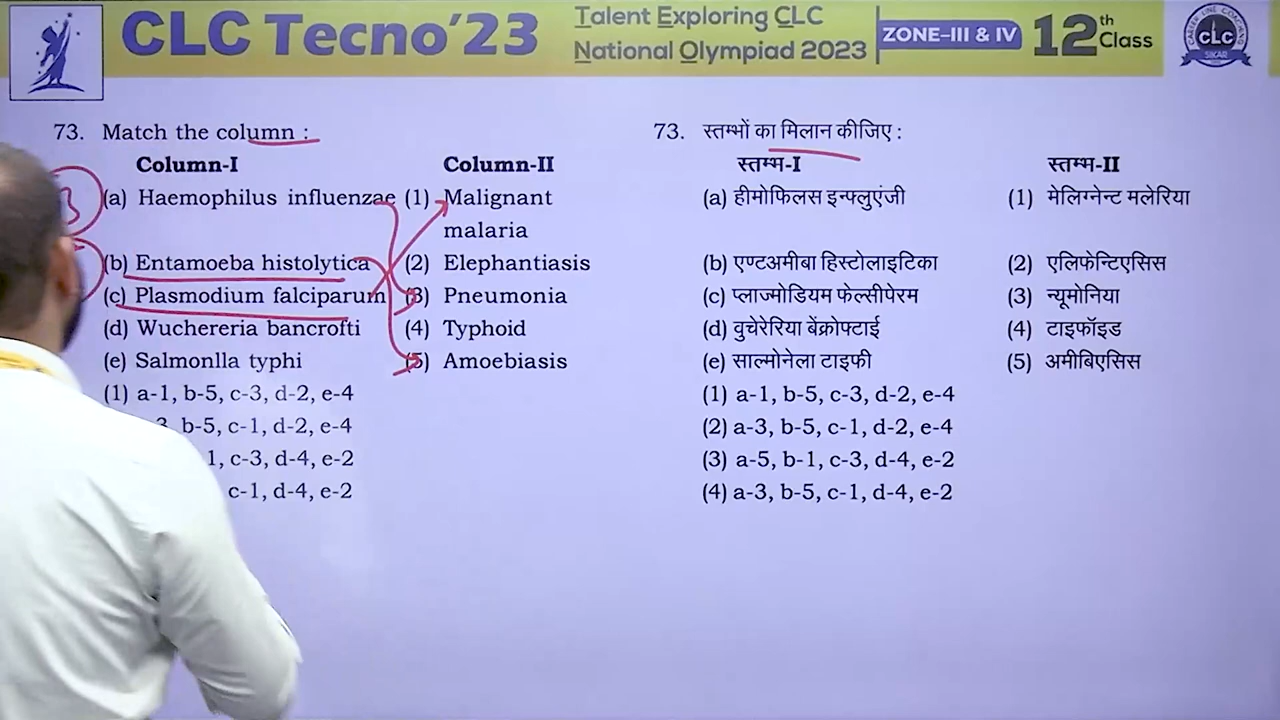 CLC Tecno'23
Talent Exploring CLC
National Olympiad 2023
ZONE–III & IV
12th Class
CLC
SIKAR
73. Match the column :
Column-I Column-II
(a) Haemophilus influenzae (1) Malignant
malaria
(b) Entamoeba histolytica (2) Elephantiasis
(c) Plasmodium falciparum (3) Pneumonia
(d) Wuchereria bancrofti (4) Typhoid
(e) Salmonlla typhi (5) Amoebiasis
(1) a-1, b-5, c-3, d-2, e-4
3, b-5, c-1, d-2, e-4
1, c-3, d-4, e-2
c-1, d-4, e-2
73. स्तम्भों का मिलान कीजिए :
स्तम्भ-I स्तम्भ-II
(a) हीमोफिलस इन्फ्लुएंजी (1) मेलिग्नेन्ट मलेरिया
(b) एण्टअमीबा हिस्टोलाइटिका (2) एलिफेन्टिएसिस
(c) प्लाज्मोडियम फेल्सीपेरम (3) न्यूमोनिया
(d) वुचेरेरिया बेंक्रोफ्टाई (4) टाइफॉइड
(e) साल्मोनेला टाइफी (5) अमीबिएसिस
(1) a-1, b-5, c-3, d-2, e-4
(2) a-3, b-5, c-1, d-2, e-4
(3) a-5, b-1, c-3, d-4, e-2
(4) a-3, b-5, c-1, d-4, e-2